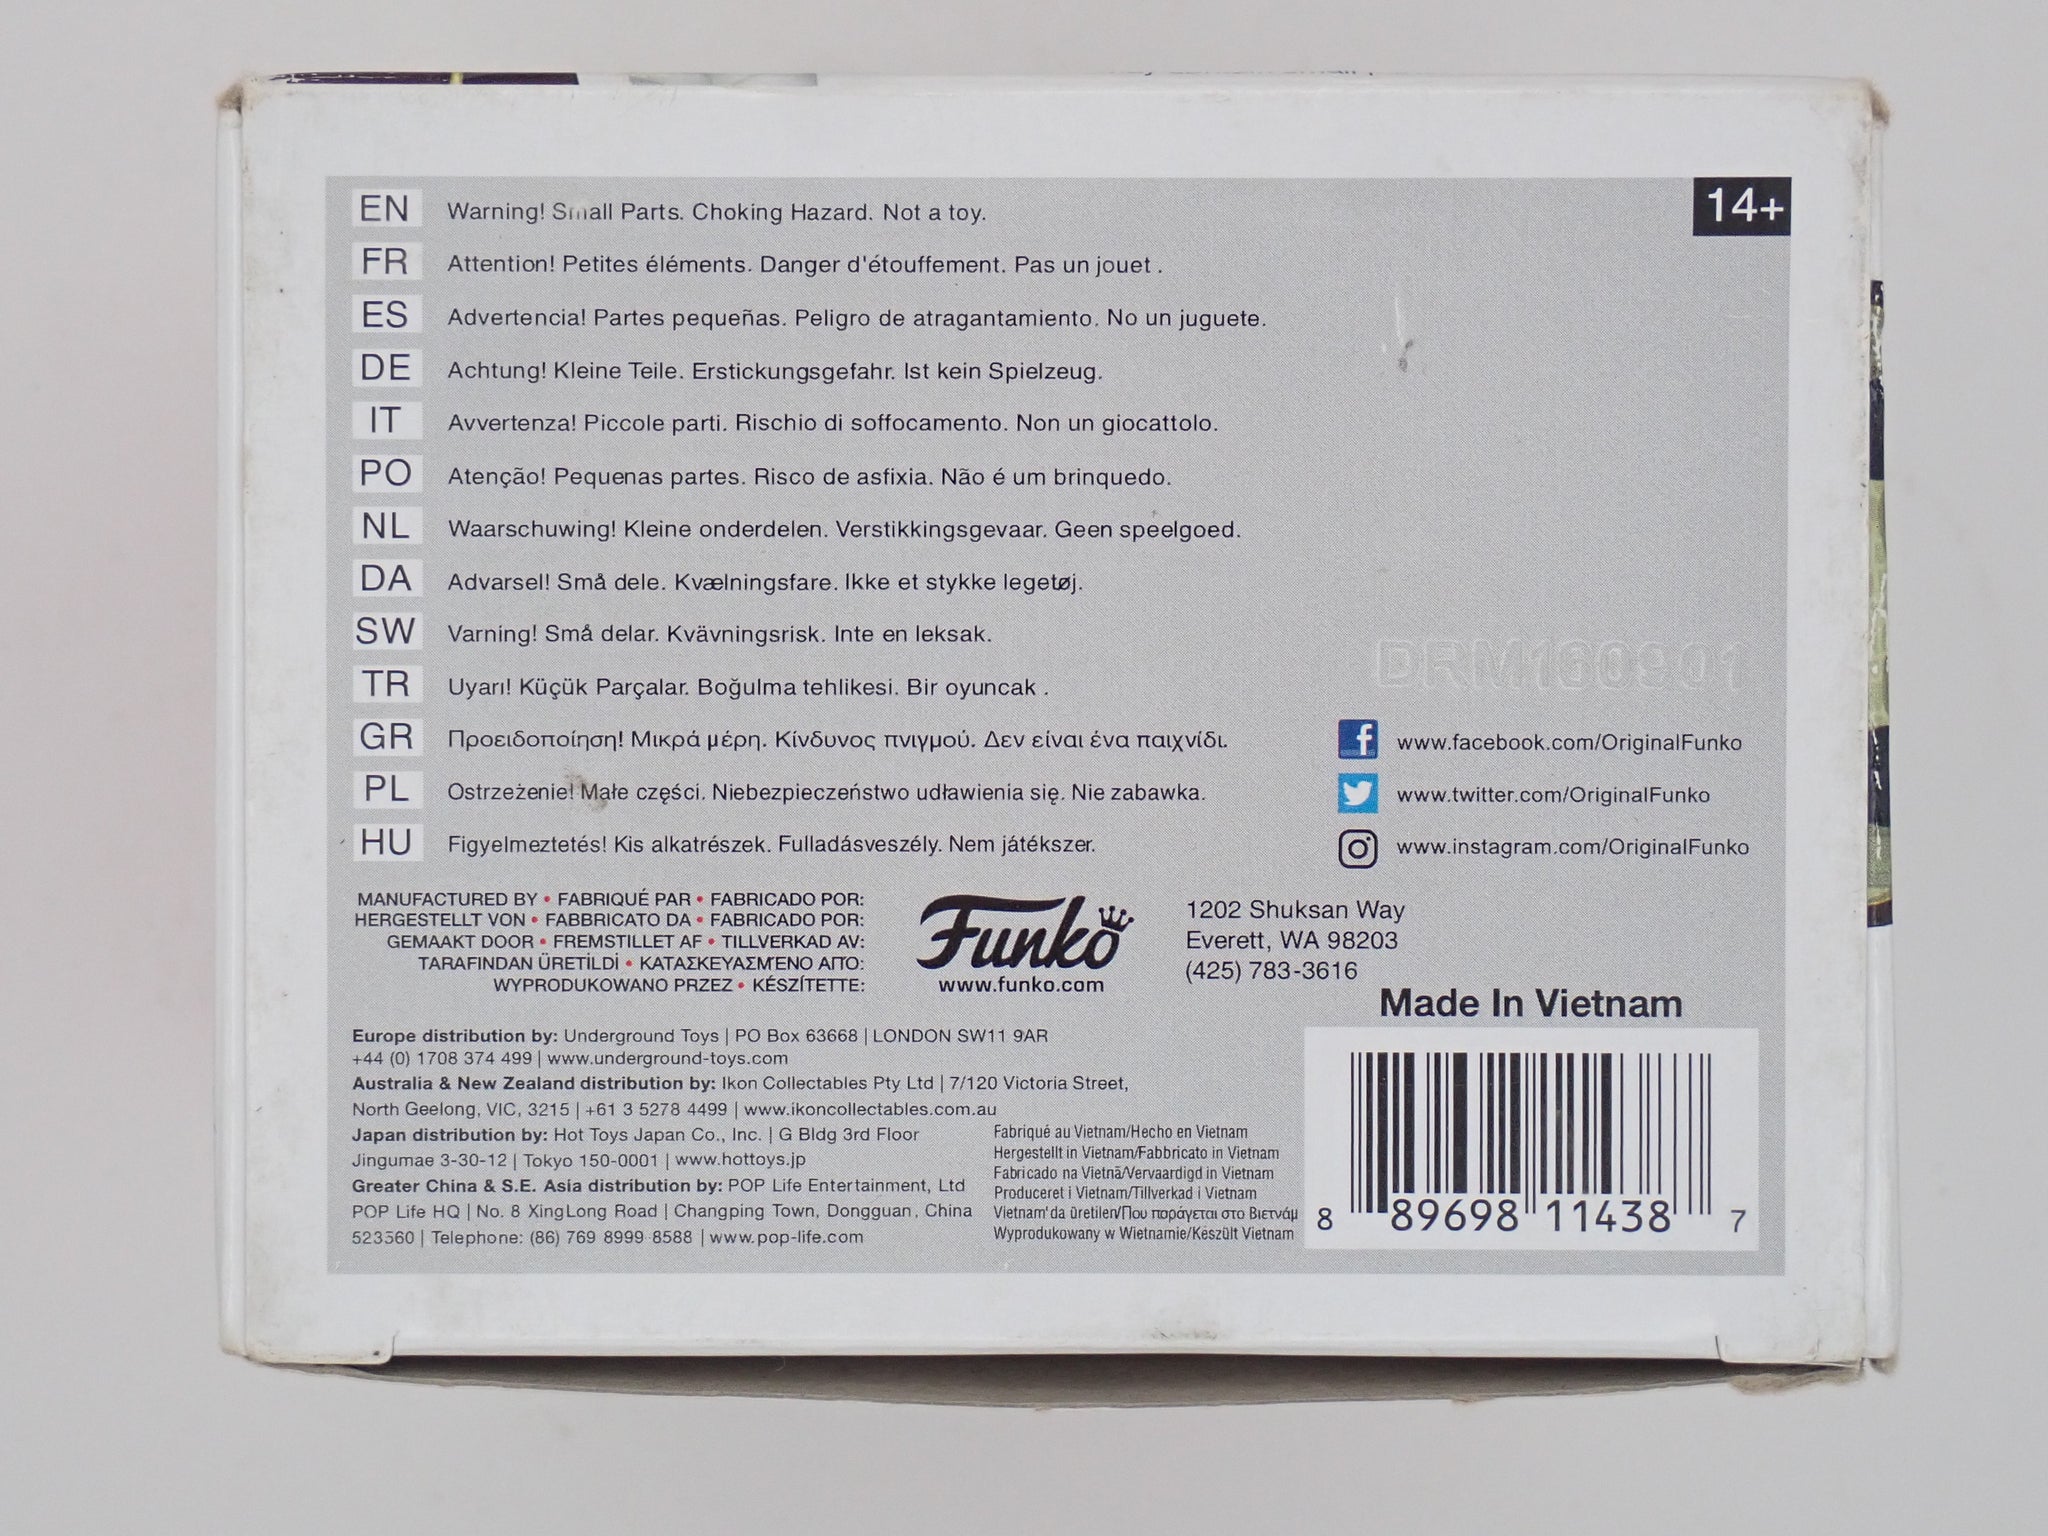 14+
EN Warning! Small Parts. Choking Hazard. Not a toy.
FR Attention! Petites éléments. Danger d'étouffement. Pas un jouet .
ES Advertencia! Partes pequeñas. Peligro de atragantamiento. No un juguete.
DE Achtung! Kleine Teile. Erstickungsgefahr. Ist kein Spielzeug.
IT Avvertenza! Piccole parti. Rischio di soffocamento. Non un giocattolo.
PO Atenção! Pequenas partes. Risco de asfixia. Não é um brinquedo.
NL Waarschuwing! Kleine onderdelen. Verstikkingsgevaar. Geen speelgoed.
DA Advarsel! Små dele. Kvælningsfare. Ikke et stykke legetøj.
SW Varning! Små delar. Kvävningsrisk. Inte en leksak.
DRM160901
TR Uyarı! Küçük Parçalar. Boğulma tehlikesi. Bir oyuncak .
GR Προειδοποίηση! Μικρά μέρη. Κίνδυνος πνιγμού. Δεν είναι ένα παιχνίδι.
PL Ostrzeżenie! Małe części. Niebezpieczeństwo udławienia się. Nie zabawka.
HU Figyelmeztetés! Kis alkatrészek. Fulladásveszély. Nem játékszer.
www.facebook.com/OriginalFunko
www.twitter.com/OriginalFunko
www.instagram.com/OriginalFunko
MANUFACTURED BY • FABRIQUÉ PAR • FABRICADO POR:
HERGESTELLT VON • FABBRICATO DA • FABRICADO POR:
GEMAAKT DOOR • FREMSTILLET AF • TILLVERKAD AV:
TARAFINDAN ÜRETİLDİ • ΚΑΤΑΣΚΕΥΑΣΜΈΝΟ ΑΠΌ:
WYPRODUKOWANO PRZEZ • KÉSZÍTETTE:
Funko
www.funko.com
1202 Shuksan Way
Everett, WA 98203
(425) 783-3616
Made In Vietnam
Europe distribution by: Underground Toys | PO Box 63668 | LONDON SW11 9AR
+44 (0) 1708 374 499 | www.underground-toys.com
Australia & New Zealand distribution by: Ikon Collectables Pty Ltd | 7/120 Victoria Street,
North Geelong, VIC, 3215 | +61 3 5278 4499 | www.ikoncollectables.com.au
Japan distribution by: Hot Toys Japan Co., Inc. | G Bldg 3rd Floor
Jingumae 3-30-12 | Tokyo 150-0001 | www.hottoys.jp
Greater China & S.E. Asia distribution by: POP Life Entertainment, Ltd
POP Life HQ | No. 8 XingLong Road | Changping Town, Dongguan, China
523560 | Telephone: (86) 769 8999 8588 | www.pop-life.com
Fabriqué au Vietnam/Hecho en Vietnam
Hergestellt in Vietnam/Fabbricato in Vietnam
Fabricado na Vietnã/Vervaardigd in Vietnam
Produceret i Vietnam/Tillverkad i Vietnam
Vietnam'da üretilen/Που παράγεται στο Βιετνάμ
Wyprodukowany w Wietnamie/Készült Vietnam
8 89698 11438 7